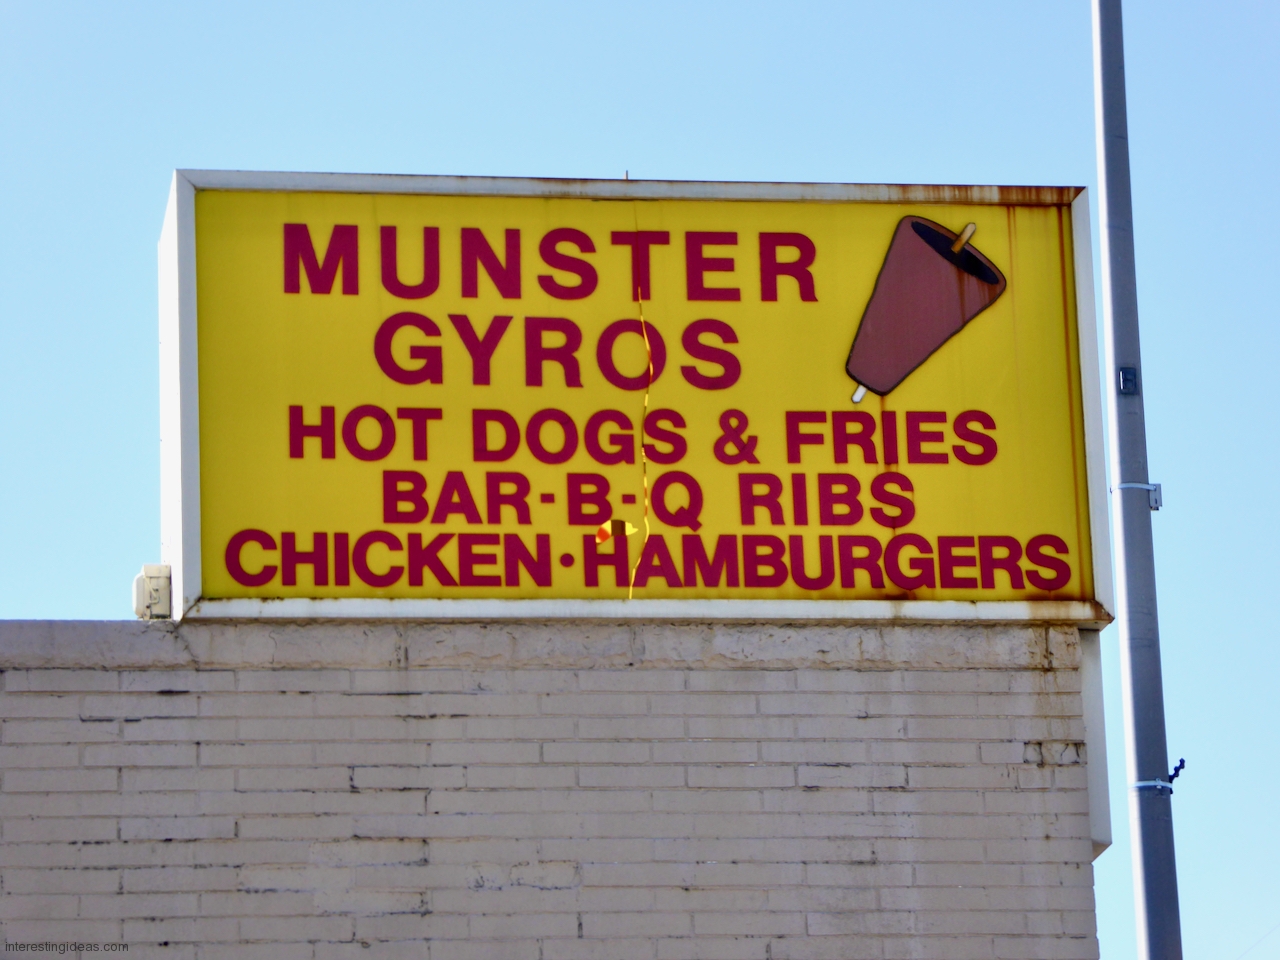 MUNSTER
GYROS
HOT DOGS & FRIES
BAR-B-Q RIBS
CHICKEN·HAMBURGERS
interestingideas.com